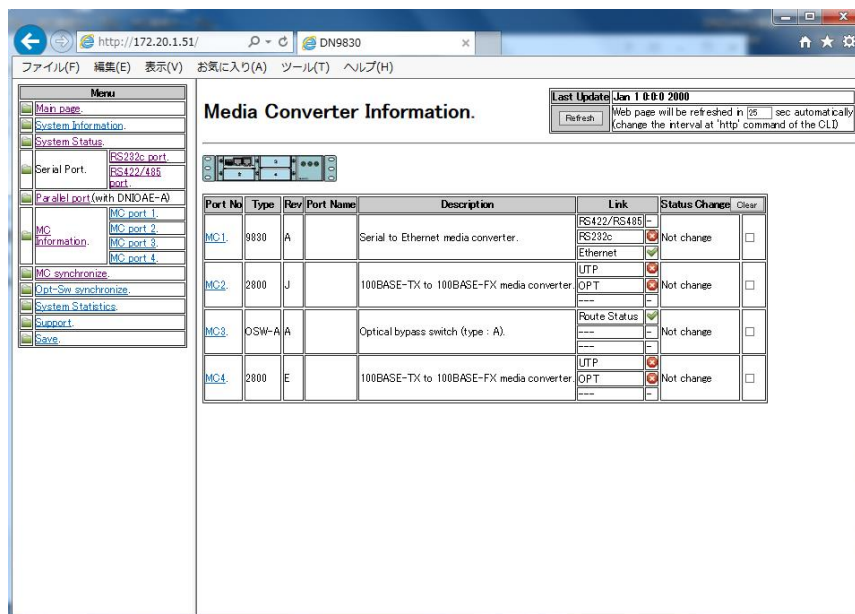 http://172.20.1.51/
DN9830
ファイル(F) 編集(E) 表示(V) お気に入り(A) ツール(T) ヘルプ(H)
Menu
Main page.
System Information.
System Status.
Serial Port.
RS232c port.
RS422/485 port.
Parallel port(with DNIOAE-A)
MC Information.
MC port 1.
MC port 2.
MC port 3.
MC port 4.
MC synchronize.
Opt-Sw synchronize.
System Statistics.
Support.
Save.
Media Converter Information.
Last Update Jan 1 0:0:0 2000
Refresh
Web page will be refreshed in 25 sec automatically
(change the interval at 'http' command of the CLI)
Port No Type Rev Port Name Description Link Status Change Clear
MC1. 9830 A Serial to Ethernet media converter. Not change
RS422/RS485 -
RS232c
Ethernet
MC2. 2800 J 100BASE-TX to 100BASE-FX media converter. Not change
UTP
OPT
--- -
MC3. OSW-A A Optical bypass switch (type : A). Not change
Route Status
--- -
--- -
MC4. 2800 E 100BASE-TX to 100BASE-FX media converter. Not change
UTP
OPT
--- -